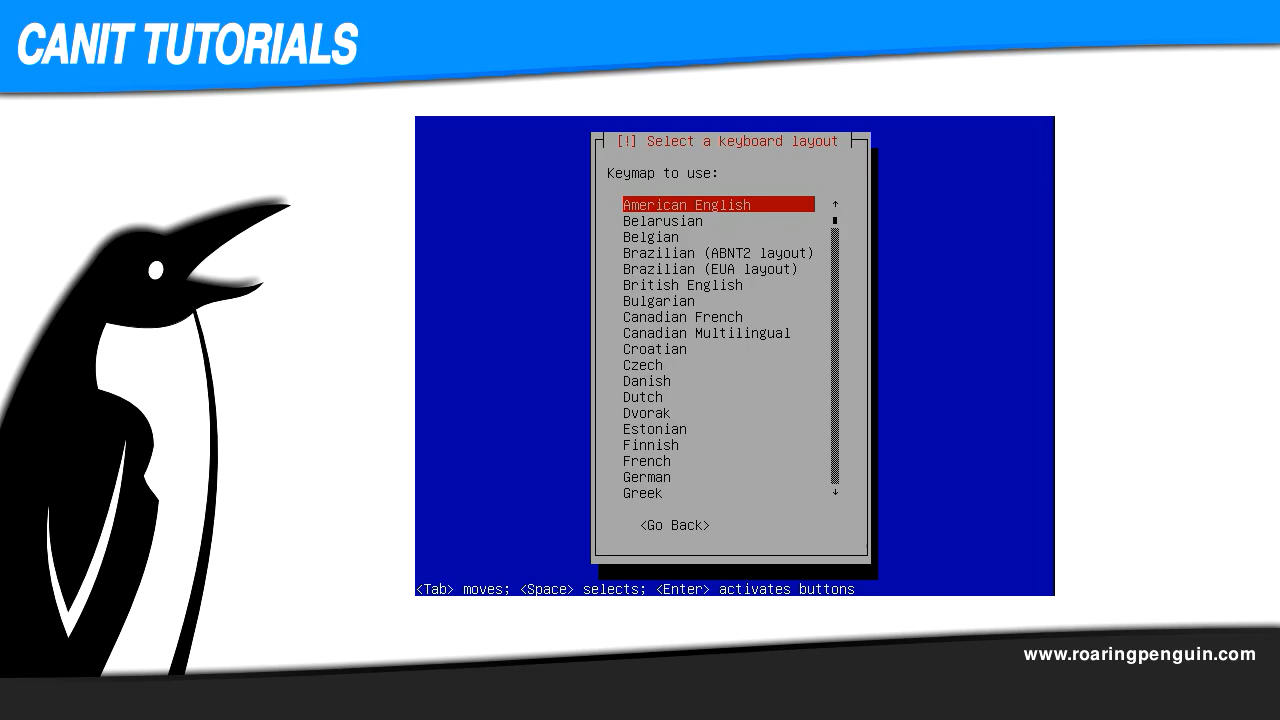 CANIT TUTORIALS
[!] Select a keyboard layout
Keymap to use:
American English
Belarusian
Belgian
Brazilian (ABNT2 layout)
Brazilian (EUA layout)
British English
Bulgarian
Canadian French
Canadian Multilingual
Croatian
Czech
Danish
Dutch
Dvorak
Estonian
Finnish
French
German
Greek
<Go Back>
<Tab> moves; <Space> selects; <Enter> activates buttons
www.roaringpenguin.com